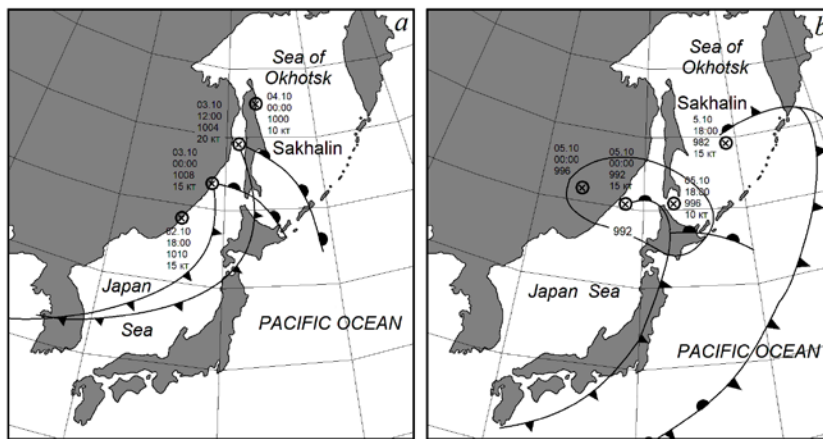 a
Sea of
Okhotsk
03.10
12:00
1004
20 кт
04.10
00:00
1000
10 кт
Sakhalin
03.10
00:00
1008
15 кт
02.10
18:00
1010
15 кт
Japan
Sea
PACIFIC OCEAN
b
Sea of
Okhotsk
Sakhalin
5.10
18:00
982
15 кт
05.10
00:00
996
05.10
00:00
992
15 кт
05.10
18:00
996
10 кт
992
Japan Sea
PACIFIC OCEAN